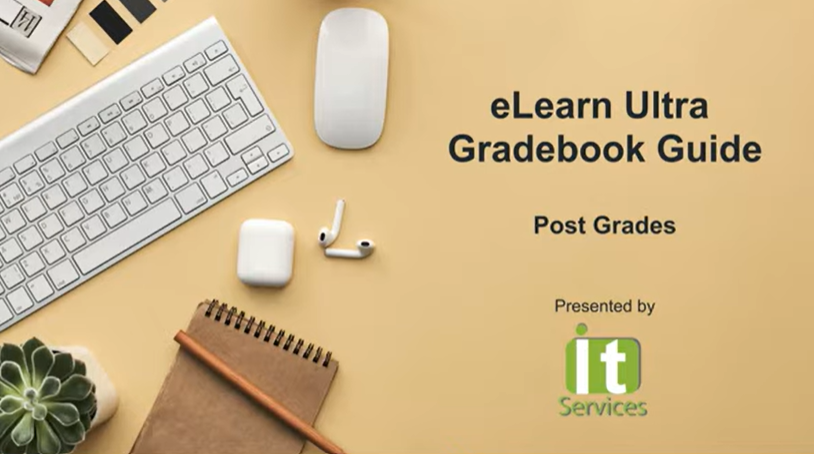 eLearn Ultra
Gradebook Guide
Post Grades
Presented by
it
Services